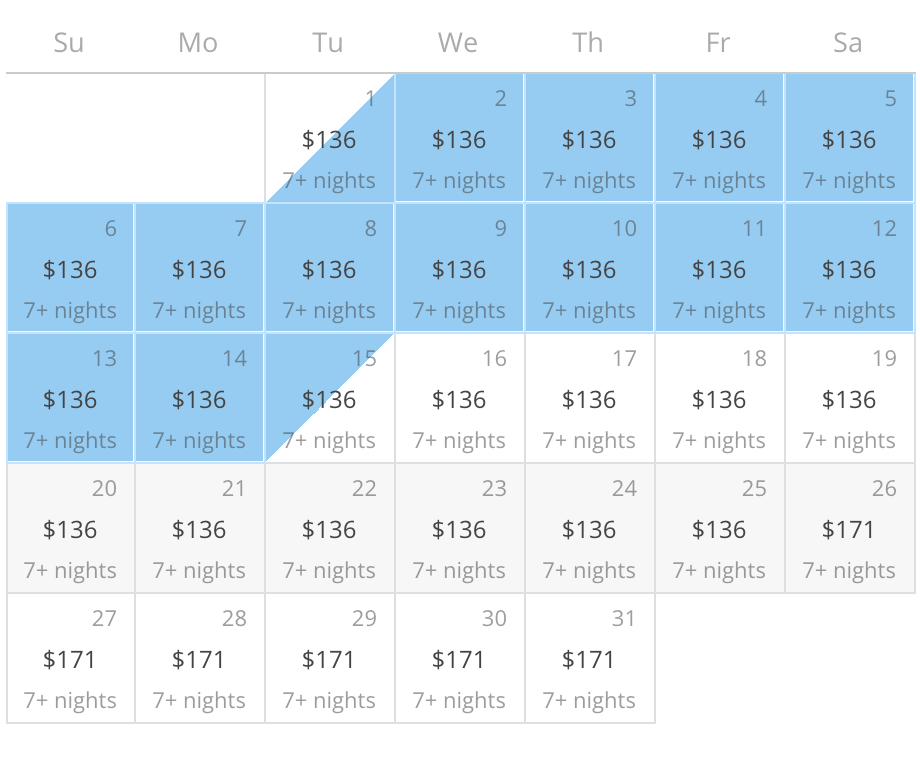 Su Mo Tu We Th Fr Sa
1 2 3 4 5
$136 $136 $136 $136 $136
7+ nights 7+ nights 7+ nights 7+ nights 7+ nights
6 7 8 9 10 11 12
$136 $136 $136 $136 $136 $136 $136
7+ nights 7+ nights 7+ nights 7+ nights 7+ nights 7+ nights 7+ nights
13 14 15 16 17 18 19
$136 $136 $136 $136 $136 $136 $136
7+ nights 7+ nights 7+ nights 7+ nights 7+ nights 7+ nights 7+ nights
20 21 22 23 24 25 26
$136 $136 $136 $136 $136 $136 $171
7+ nights 7+ nights 7+ nights 7+ nights 7+ nights 7+ nights 7+ nights
27 28 29 30 31
$171 $171 $171 $171 $171
7+ nights 7+ nights 7+ nights 7+ nights 7+ nights